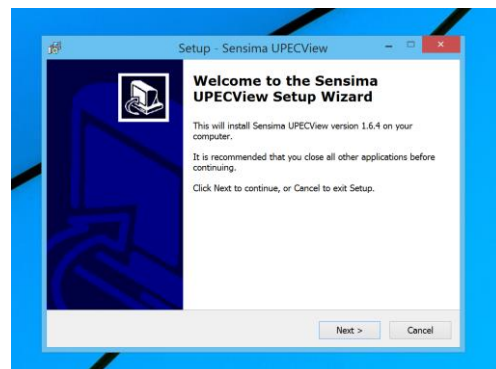 Setup - Sensima UPECView
Welcome to the Sensima
UPECView Setup Wizard
This will install Sensima UPECView version 1.6.4 on your
computer.
It is recommended that you close all other applications before
continuing.
Click Next to continue, or Cancel to exit Setup.
Next >
Cancel